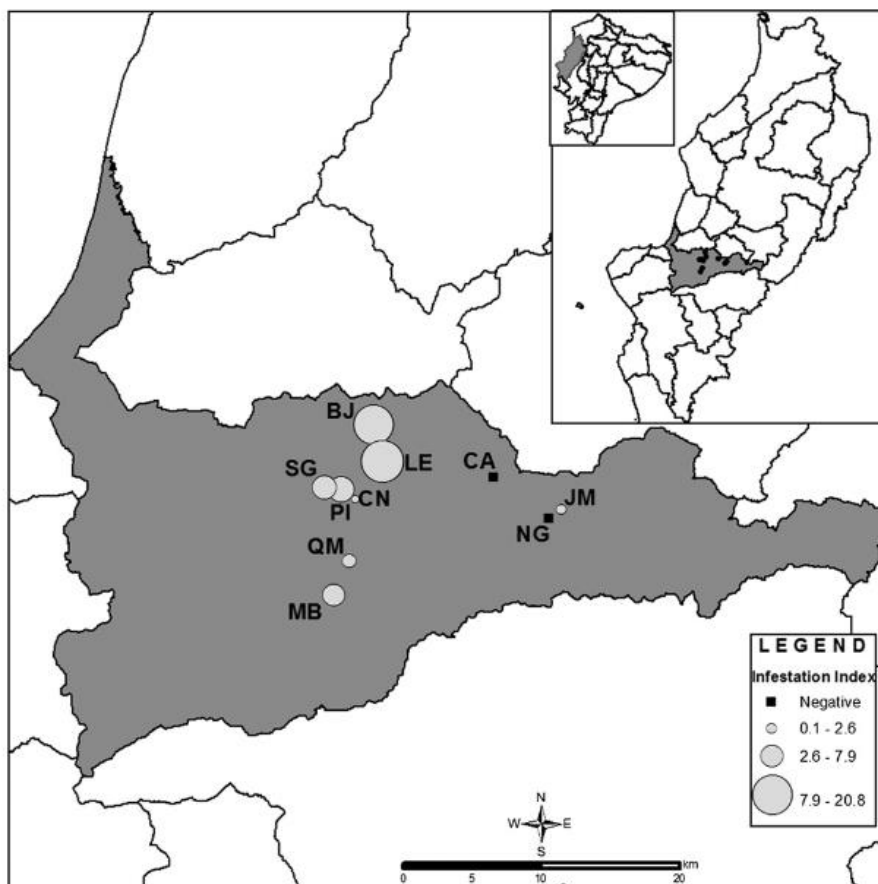 BJ
LE
SG
CA
CN
JM
PI
NG
QM
MB
L E G E N D
Infestation Index
Negative
0.1 - 2.6
2.6 - 7.9
7.9 - 20.8
N
W E
S
km
0 5 10 20